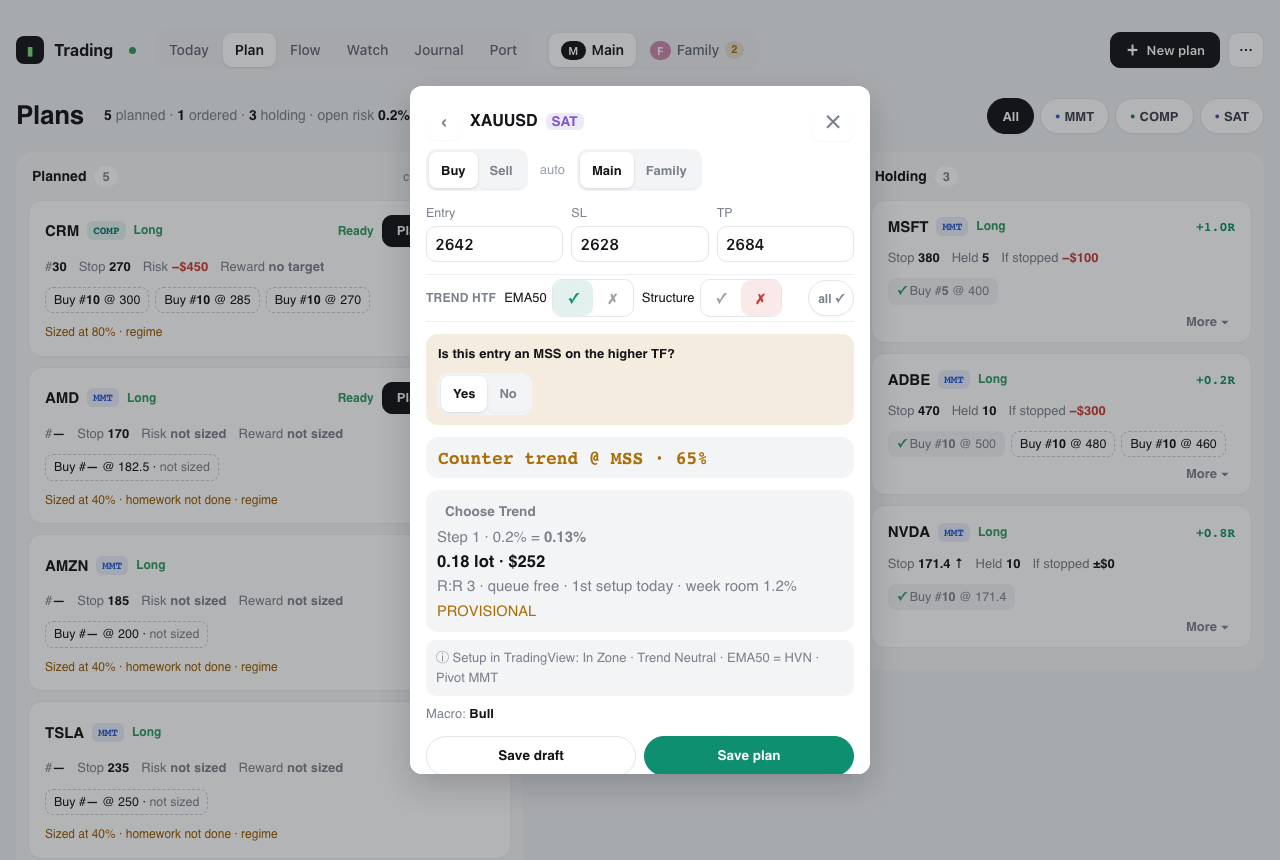 Trading
Today Plan Flow Watch Journal Port
M Main F Family 2
+ New plan ···
Plans 5 planned · 1 ordered · 3 holding · open risk 0.2%
All • MMT • COMP • SAT
Planned 5
CRM COMP Long Ready
#30 Stop 270 Risk –$450 Reward no target
Buy #10 @ 300 Buy #10 @ 285 Buy #10 @ 270
Sized at 80% · regime
AMD MMT Long Ready
#— Stop 170 Risk not sized Reward not sized
Buy #— @ 182.5 · not sized
Sized at 40% · homework not done · regime
AMZN MMT Long
#— Stop 185 Risk not sized Reward not sized
Buy #— @ 200 · not sized
Sized at 40% · homework not done · regime
TSLA MMT Long
#— Stop 235 Risk not sized Reward not sized
Buy #— @ 250 · not sized
Sized at 40% · homework not done · regime
‹ XAUUSD SAT ✕
Buy Sell auto Main Family
Entry SL TP
2642 2628 2684
TREND HTF EMA50 ✓ ✗ Structure ✓ ✗ all ✓
Is this entry an MSS on the higher TF?
Yes No
Counter trend @ MSS · 65%
Choose Trend
Step 1 · 0.2% = 0.13%
0.18 lot · $252
R:R 3 · queue free · 1st setup today · week room 1.2%
PROVISIONAL
ⓘ Setup in TradingView: In Zone · Trend Neutral · EMA50 = HVN ·
Pivot MMT
Macro: Bull
Save draft Save plan
Holding 3
MSFT MMT Long +1.0R
Stop 380 Held 5 If stopped –$100
✓ Buy #5 @ 400
More
ADBE MMT Long +0.2R
Stop 470 Held 10 If stopped –$300
✓ Buy #10 @ 500 Buy #10 @ 480 Buy #10 @ 460
More
NVDA MMT Long +0.8R
Stop 171.4 ↑ Held 10 If stopped ±$0
✓ Buy #10 @ 171.4
More